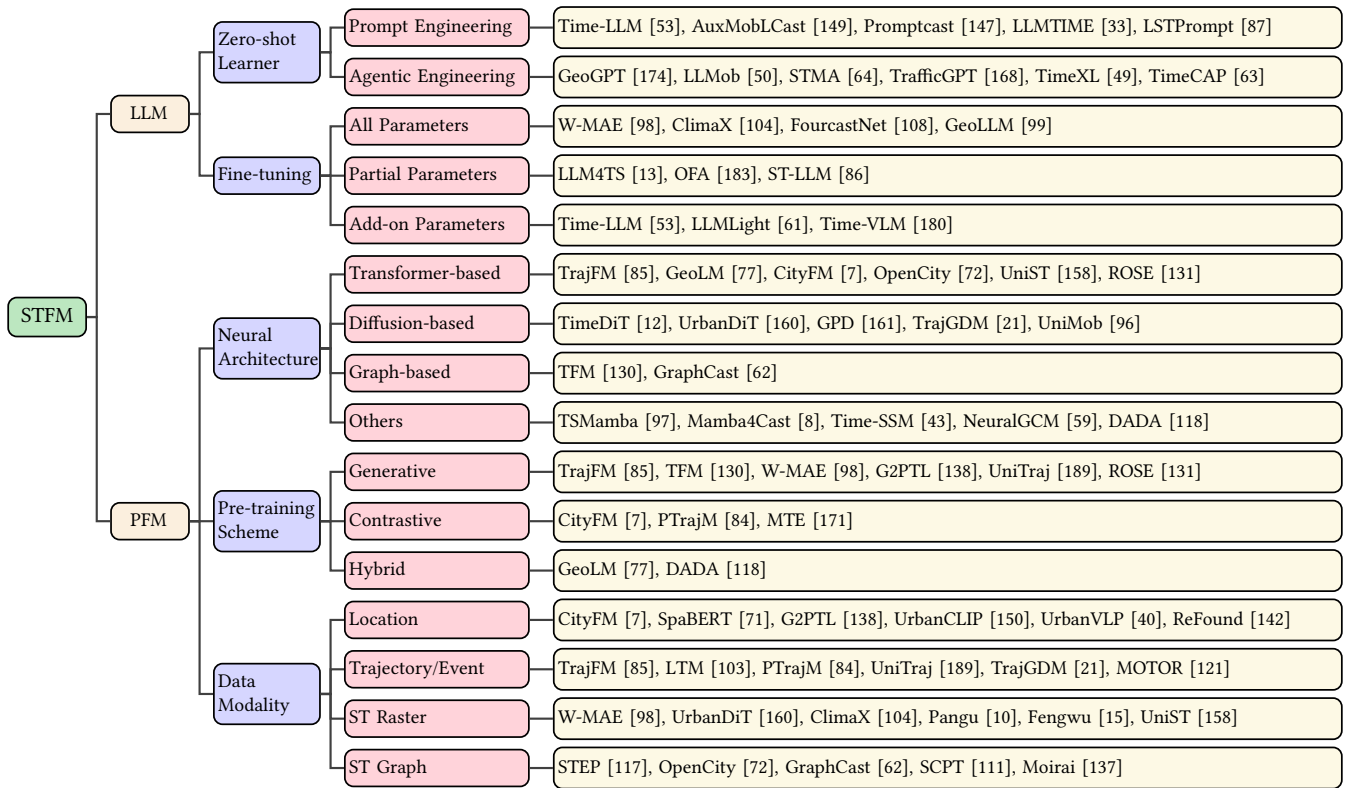 STFM
LLM
Zero-shot
Learner
Prompt Engineering
Time-LLM [53], AuxMobLCast [149], Promptcast [147], LLMTIME [33], LSTPrompt [87]
Agentic Engineering
GeoGPT [174], LLMob [50], STMA [64], TrafficGPT [168], TimeXL [49], TimeCAP [63]
Fine-tuning
All Parameters
W-MAE [98], ClimaX [104], FourcastNet [108], GeoLLM [99]
Partial Parameters
LLM4TS [13], OFA [183], ST-LLM [86]
Add-on Parameters
Time-LLM [53], LLMLight [61], Time-VLM [180]
PFM
Neural
Architecture
Transformer-based
TrajFM [85], GeoLM [77], CityFM [7], OpenCity [72], UniST [158], ROSE [131]
Diffusion-based
TimeDiT [12], UrbanDiT [160], GPD [161], TrajGDM [21], UniMob [96]
Graph-based
TFM [130], GraphCast [62]
Others
TSMamba [97], Mamba4Cast [8], Time-SSM [43], NeuralGCM [59], DADA [118]
Pre-training
Scheme
Generative
TrajFM [85], TFM [130], W-MAE [98], G2PTL [138], UniTraj [189], ROSE [131]
Contrastive
CityFM [7], PTrajM [84], MTE [171]
Hybrid
GeoLM [77], DADA [118]
Data
Modality
Location
CityFM [7], SpaBERT [71], G2PTL [138], UrbanCLIP [150], UrbanVLP [40], ReFound [142]
Trajectory/Event
TrajFM [85], LTM [103], PTrajM [84], UniTraj [189], TrajGDM [21], MOTOR [121]
ST Raster
W-MAE [98], UrbanDiT [160], ClimaX [104], Pangu [10], Fengwu [15], UniST [158]
ST Graph
STEP [117], OpenCity [72], GraphCast [62], SCPT [111], Moirai [137]